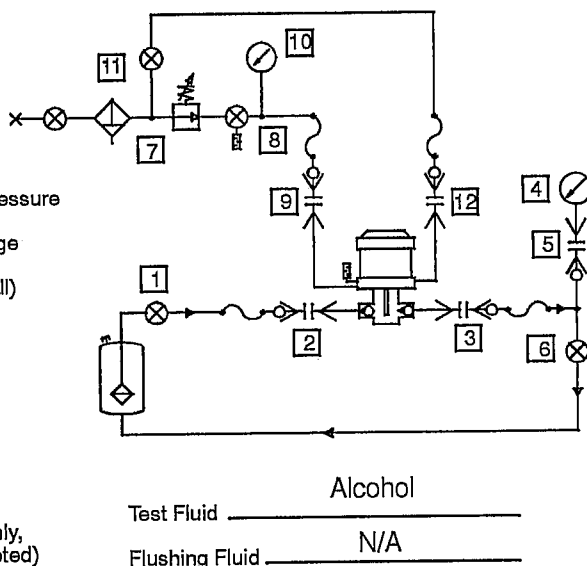 10
11
7
8
essure
9
12
4
ge
5
ll)
1
2
3
6
Alcohol
Test Fluid
nly,
N/A
oted)
Flushing Fluid